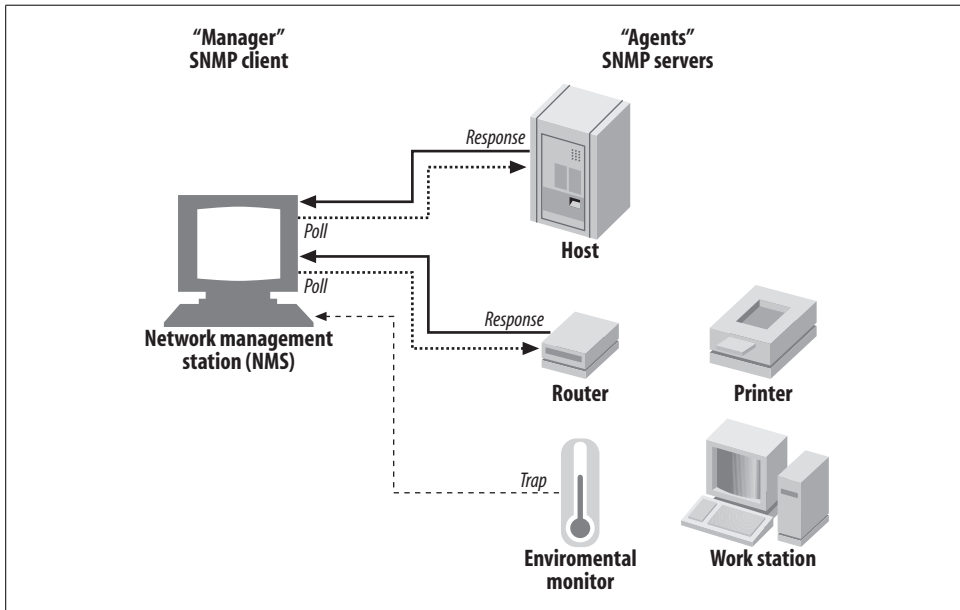 “Manager”
SNMP client
“Agents”
SNMP servers
Response
Poll
Host
Poll
Response
Network management
station (NMS)
Router
Printer
Trap
Enviromental
monitor
Work station